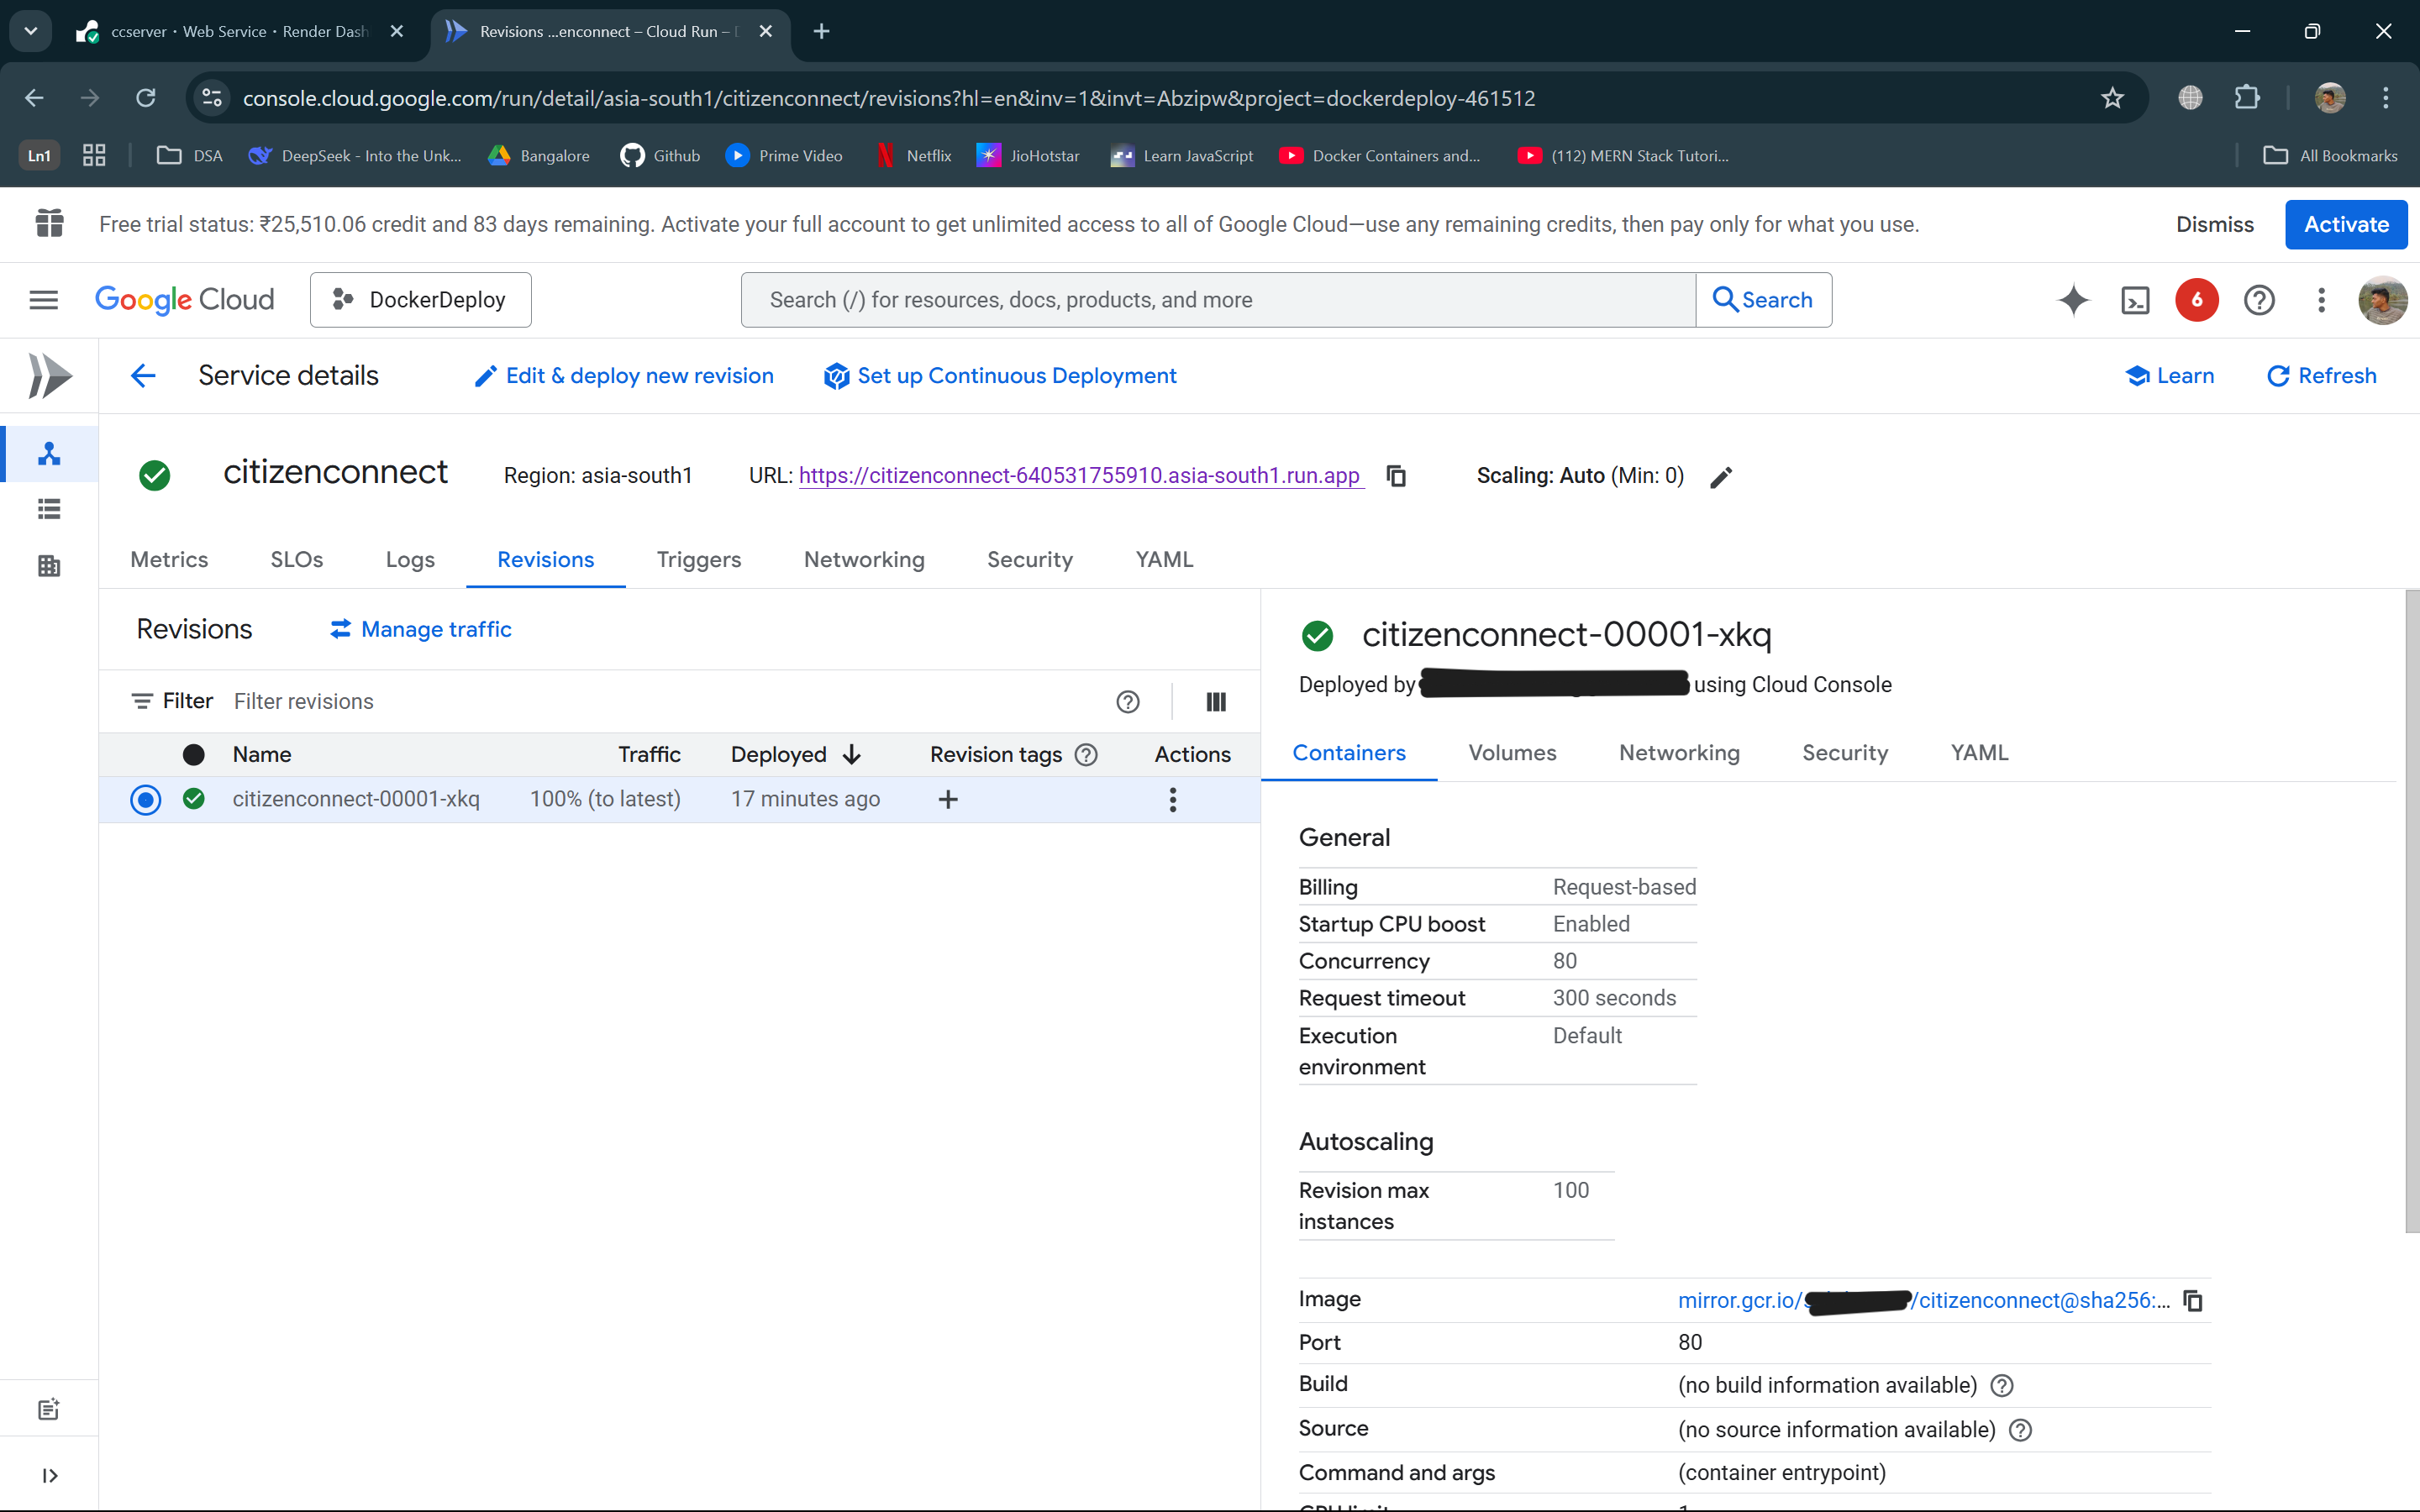 ccserver · Web Service · Render Dash
Revisions ...enconnect – Cloud Run –
console.cloud.google.com/run/detail/asia-south1/citizenconnect/revisions?hl=en&inv=1&invt=Abzipw&project=dockerdeploy-461512
Ln1
DSA
DeepSeek - Into the Unk...
Bangalore
Github
Prime Video
Netflix
JioHotstar
Learn JavaScript
Docker Containers and...
(112) MERN Stack Tutori...
All Bookmarks
Free trial status: ₹25,510.06 credit and 83 days remaining. Activate your full account to get unlimited access to all of Google Cloud—use any remaining credits, then pay only for what you use.
Dismiss
Activate
Google Cloud
DockerDeploy
Search (/) for resources, docs, products, and more
Search
6
Service details
Edit & deploy new revision
Set up Continuous Deployment
Learn
Refresh
citizenconnect
Region: asia-south1
URL: https://citizenconnect-640531755910.asia-south1.run.app
Scaling: Auto (Min: 0)
Metrics
SLOs
Logs
Revisions
Triggers
Networking
Security
YAML
Revisions
Manage traffic
Filter
Filter revisions
Name
Traffic
Deployed
Revision tags
Actions
citizenconnect-00001-xkq
100% (to latest)
17 minutes ago
citizenconnect-00001-xkq
Deployed by
using Cloud Console
Containers
Volumes
Networking
Security
YAML
General
Billing
Request-based
Startup CPU boost
Enabled
Concurrency
80
Request timeout
300 seconds
Execution
environment
Default
Autoscaling
Revision max
instances
100
Image
mirror.gcr.io/
/citizenconnect@sha256:...
Port
80
Build
(no build information available)
Source
(no source information available)
Command and args
(container entrypoint)